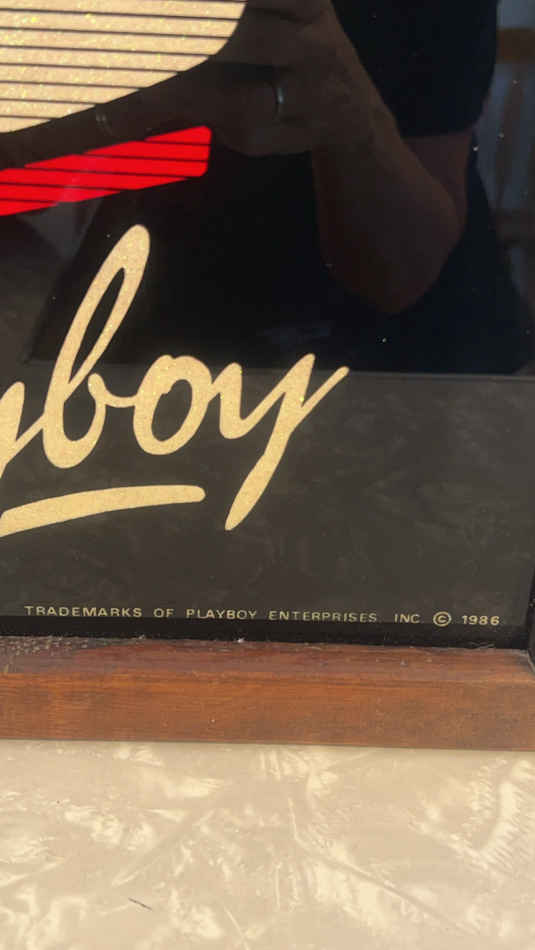 yboy
TRADEMARKS OF PLAYBOY ENTERPRISES, INC © 1986